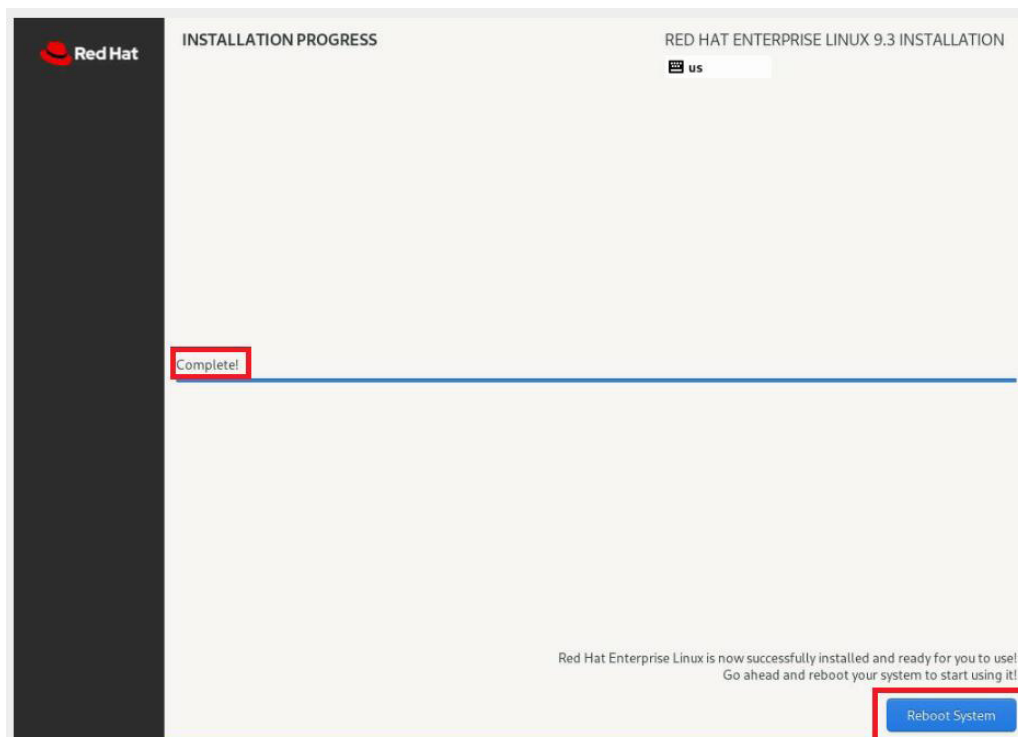 Red Hat
INSTALLATION PROGRESS
RED HAT ENTERPRISE LINUX 9.3 INSTALLATION
us
Complete!
Red Hat Enterprise Linux is now successfully installed and ready for you to use!
Go ahead and reboot your system to start using it!
Reboot System